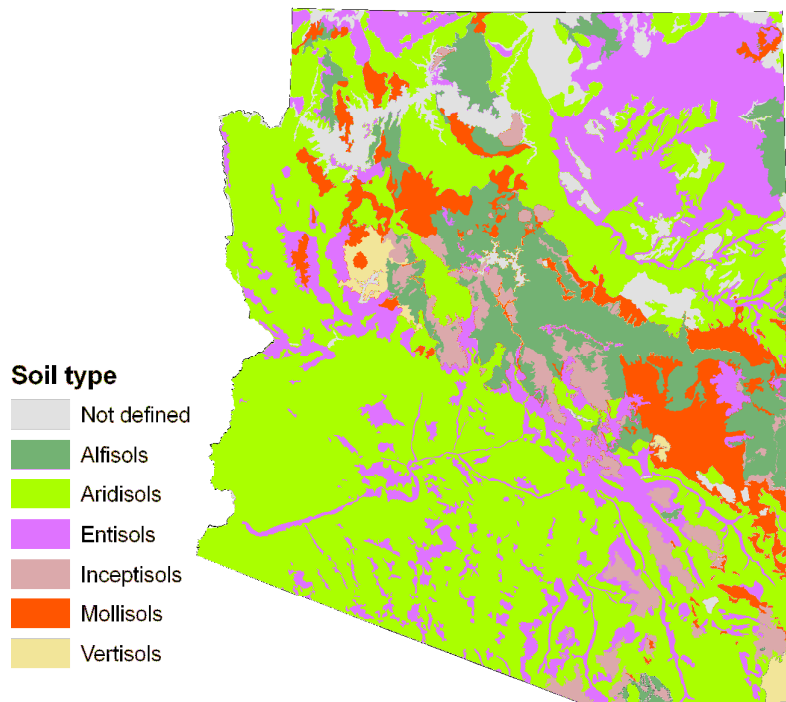 Soil type
Not defined
Alfisols
Aridisols
Entisols
Inceptisols
Mollisols
Vertisols